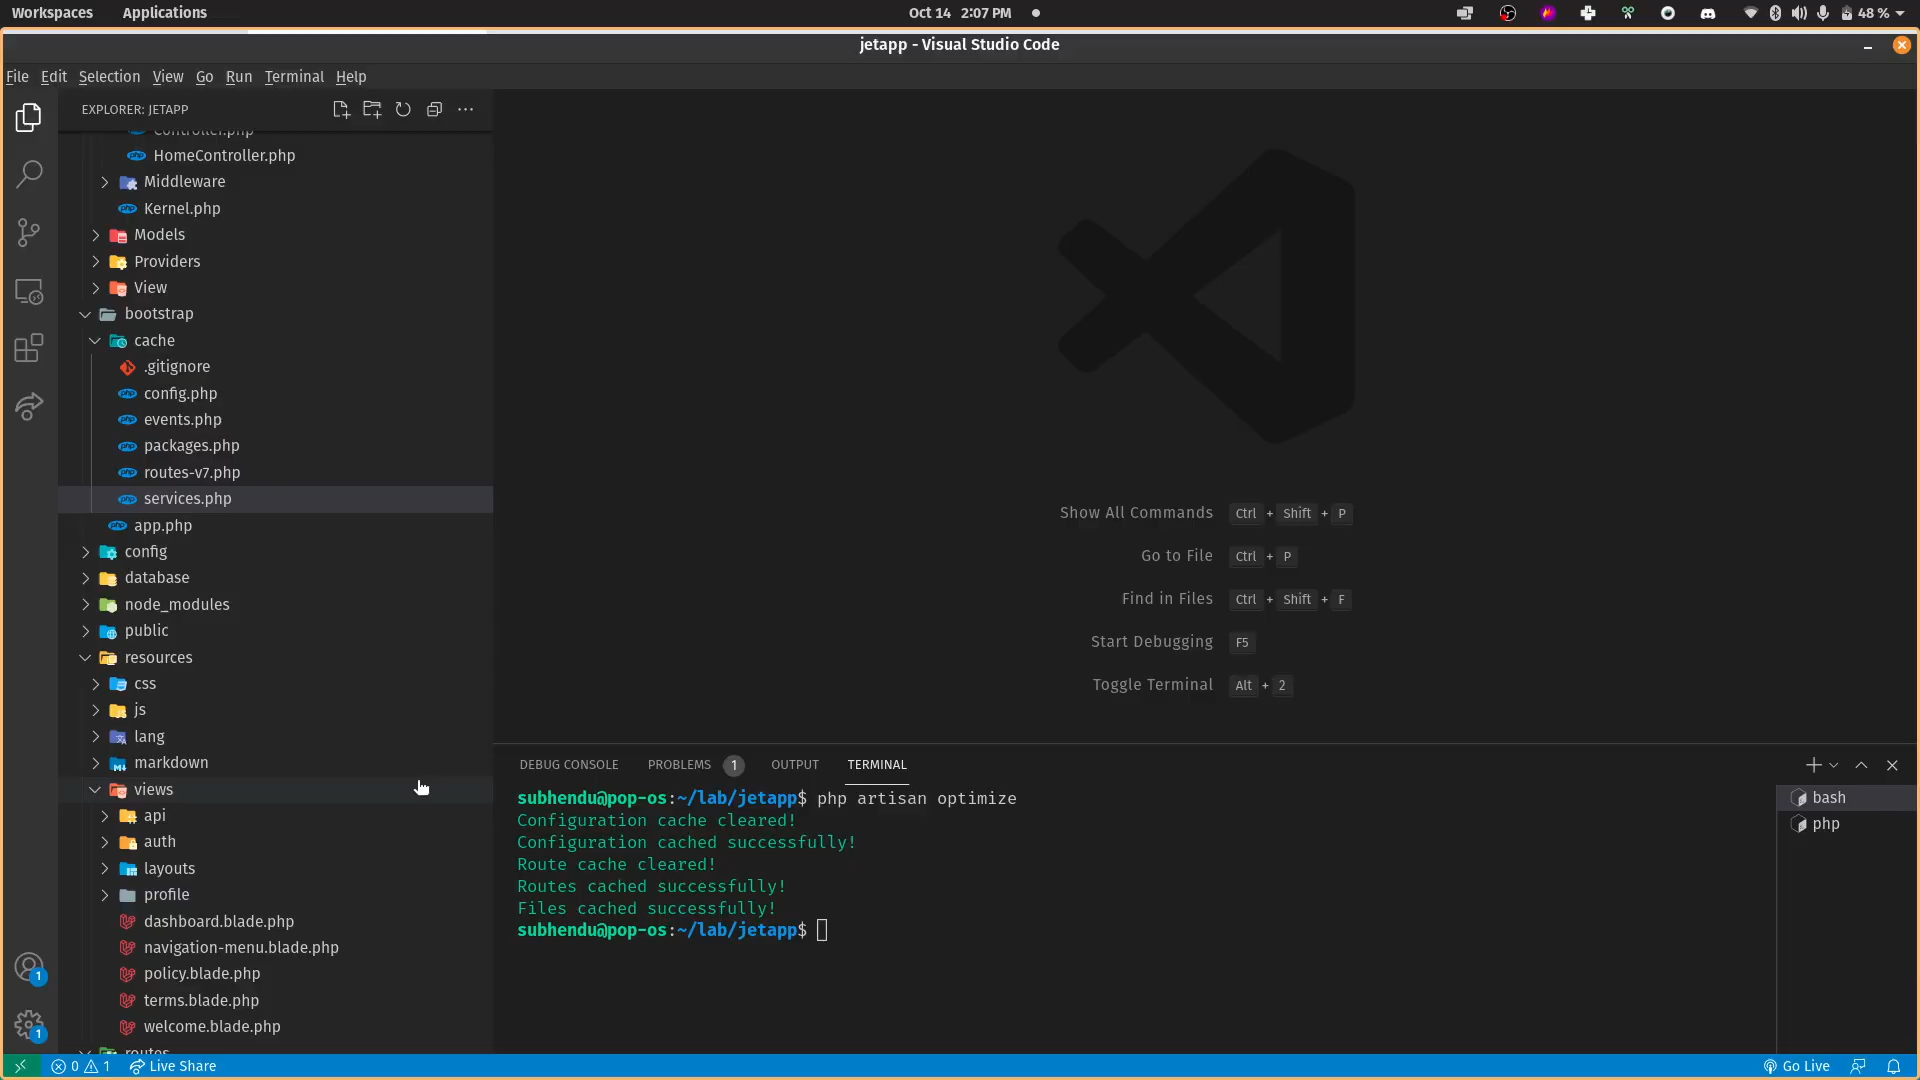 Workspaces Applications Oct 14 2:07 PM 48 %
jetapp - Visual Studio Code
File Edit Selection View Go Run Terminal Help
EXPLORER: JETAPP
Controller.php
HomeController.php
Middleware
Kernel.php
Models
Providers
View
bootstrap
cache
.gitignore
config.php
events.php
packages.php
routes-v7.php
services.php
app.php
config
database
node_modules
public
resources
css
js
lang
markdown
views
api
auth
layouts
profile
dashboard.blade.php
navigation-menu.blade.php
policy.blade.php
terms.blade.php
welcome.blade.php
routes
1
1
Show All Commands Ctrl + Shift + P
Go to File Ctrl + P
Find in Files Ctrl + Shift + F
Start Debugging F5
Toggle Terminal Alt + 2
DEBUG CONSOLE PROBLEMS 1 OUTPUT TERMINAL
subhendu@pop-os:~/lab/jetapp$ php artisan optimize
Configuration cache cleared!
Configuration cached successfully!
Route cache cleared!
Routes cached successfully!
Files cached successfully!
subhendu@pop-os:~/lab/jetapp$
bash
php
0 1 Live Share Go Live